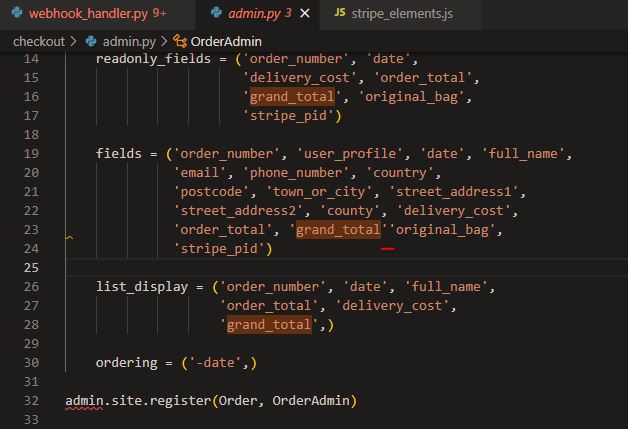 webhook_handler.py 9+ admin.py 3 JS stripe_elements.js
checkout > admin.py > OrderAdmin
14 readonly_fields = ('order_number', 'date',
15 'delivery_cost', 'order_total',
16 'grand_total', 'original_bag',
17 'stripe_pid')
18
19 fields = ('order_number', 'user_profile', 'date', 'full_name',
20 'email', 'phone_number', 'country',
21 'postcode', 'town_or_city', 'street_address1',
22 'street_address2', 'county', 'delivery_cost',
23 'order_total', 'grand_total''original_bag',
24 'stripe_pid')
25
26 list_display = ('order_number', 'date', 'full_name',
27 'order_total', 'delivery_cost',
28 'grand_total',)
29
30 ordering = ('-date',)
31
32 admin.site.register(Order, OrderAdmin)
33